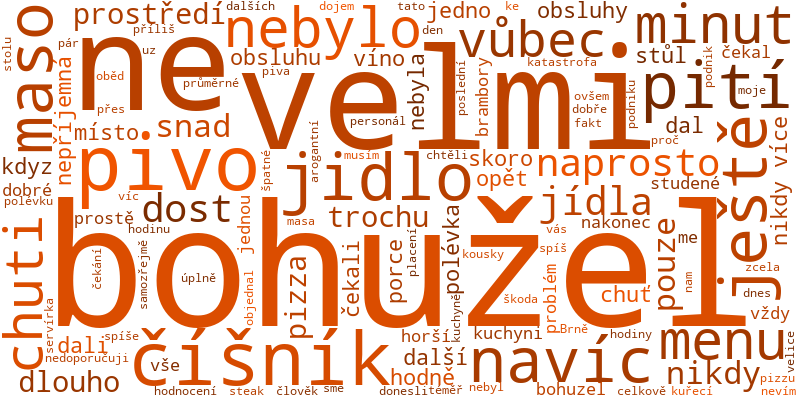 stolu
maso
prostředí
příliš
uz
pár
oběd
průměrné
přes
ne
nebylo
dalších
dojem
tato
jedno
ke
den
obsluhy
minut
vůbec
stůl
čekal
podnik
katastrofa
obsluhu
víno
piva
nebyla
brambory
poslední
velmi
ovšem
dobře
fakt
podniku
pití
moje
nepříjemná
místo
snad
personál
arogantní
dal
proč
více
ještě
nikdy
kdyz
dobré
polévku
pivo
špatné
musím
jídlo
chtěli
skoro
opět
naprosto
studené
víc
prostě
dost
jednou
masa
trochu
polévka
jídla
nakonec
me
chuti
hodinu
čekání
samozřejmě
úplně
bohužel
objednal
pizza
čekali
porce
placení
kousky
vás
spíš
škoda
problém
chuť
pouze
nam
zcela
dnes
vždy
servírka
spíše
dali
nedoporučuji
číšník
vše
dlouho
hodnocení
steak
člověk
sme
horší
další
hodně
kuchyně
kuchyni
Brně
hodiny
navíc
menu
nikdy
velice
donesli
téměř
nebyl
bohuzel
celkově
kuřecí
pizzu
nevím